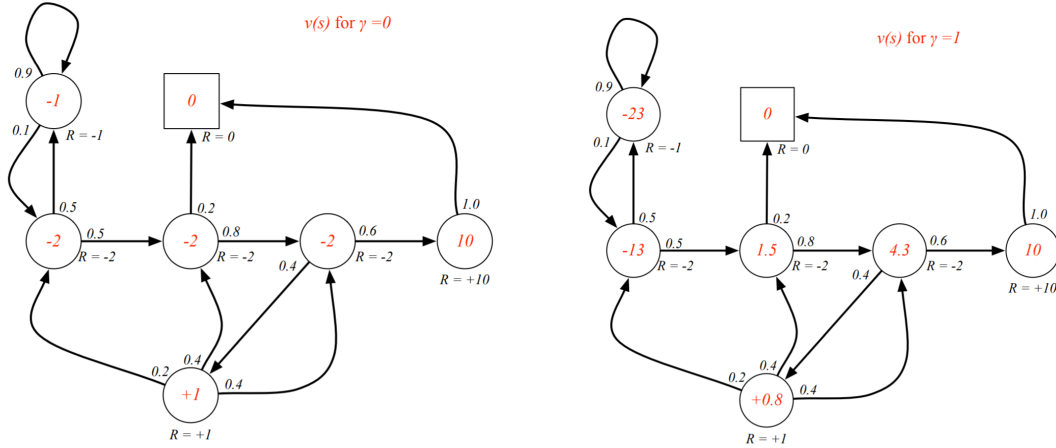 v(s) for γ =0
0.9
-1
0
0.1
R = -1
R = 0
0.5
0.2
1.0
-2
0.5
-2
0.8
-2
0.6
10
R = -2
R = -2
R = -2
0.4
R = +10
0.4
0.2
0.4
+1
R = +1
v(s) for γ =1
0.9
-23
0
0.1
R = -1
R = 0
0.5
0.2
1.0
-13
0.5
1.5
0.8
4.3
0.6
10
R = -2
R = -2
R = -2
0.4
R = +10
0.4
0.2
0.4
+0.8
R = +1